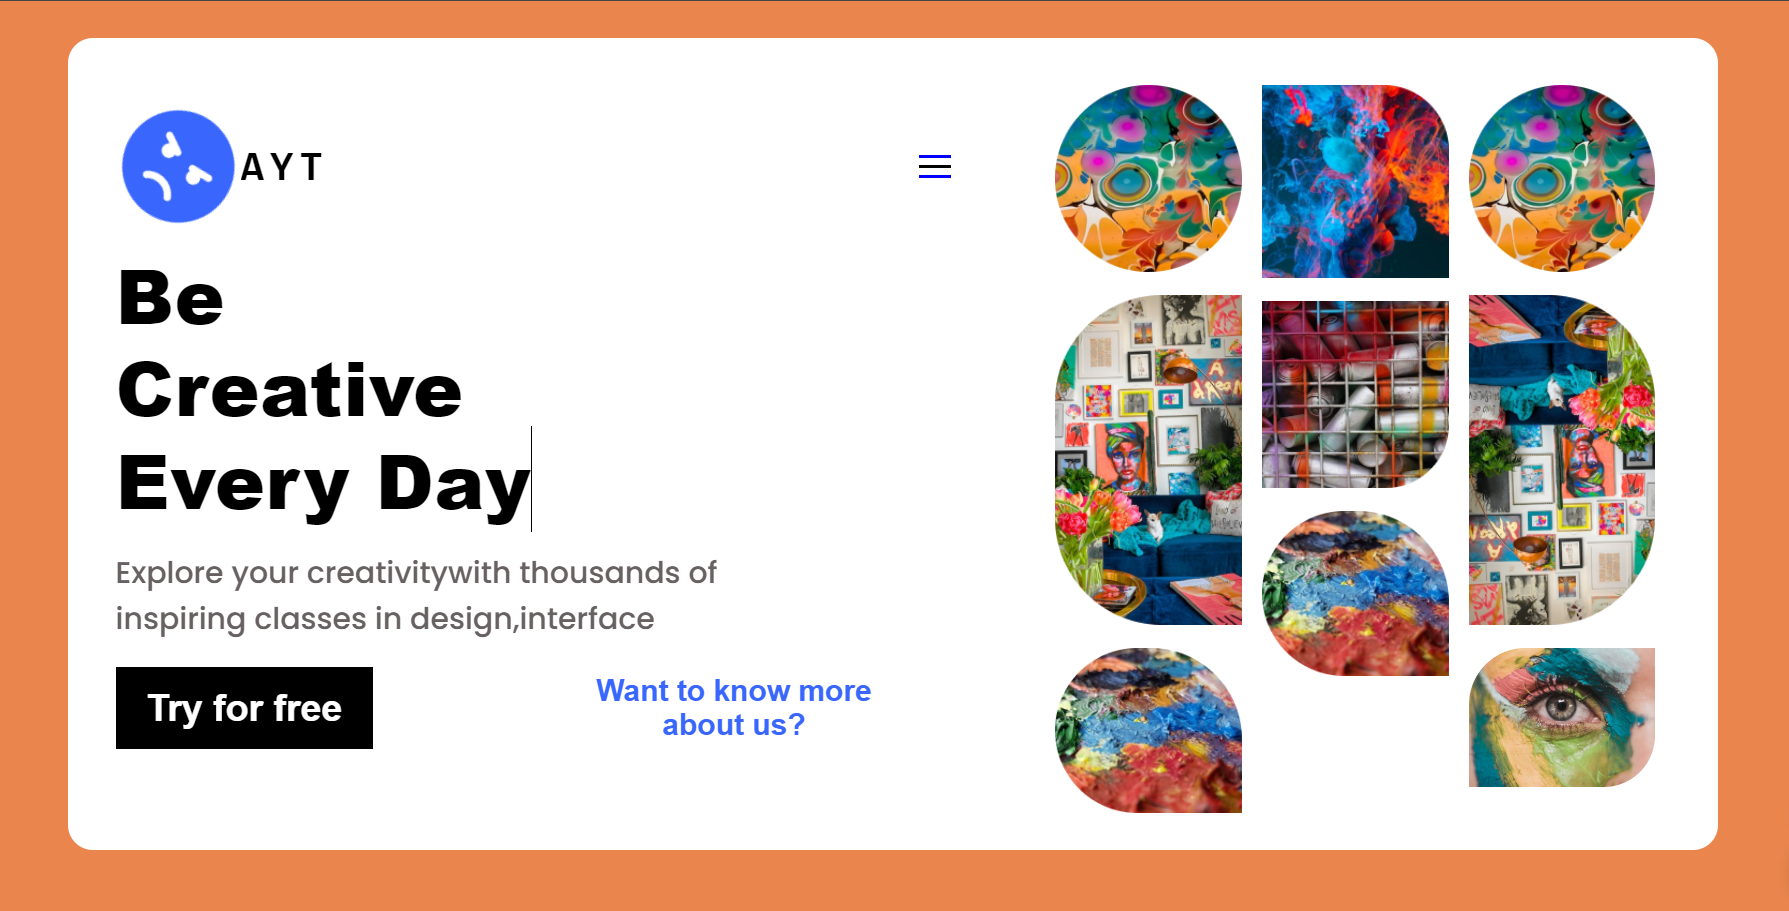 AYT
Be
Creative
Every Day
Explore your creativitywith thousands of
inspiring classes in design,interface
Try for free
Want to know more
about us?